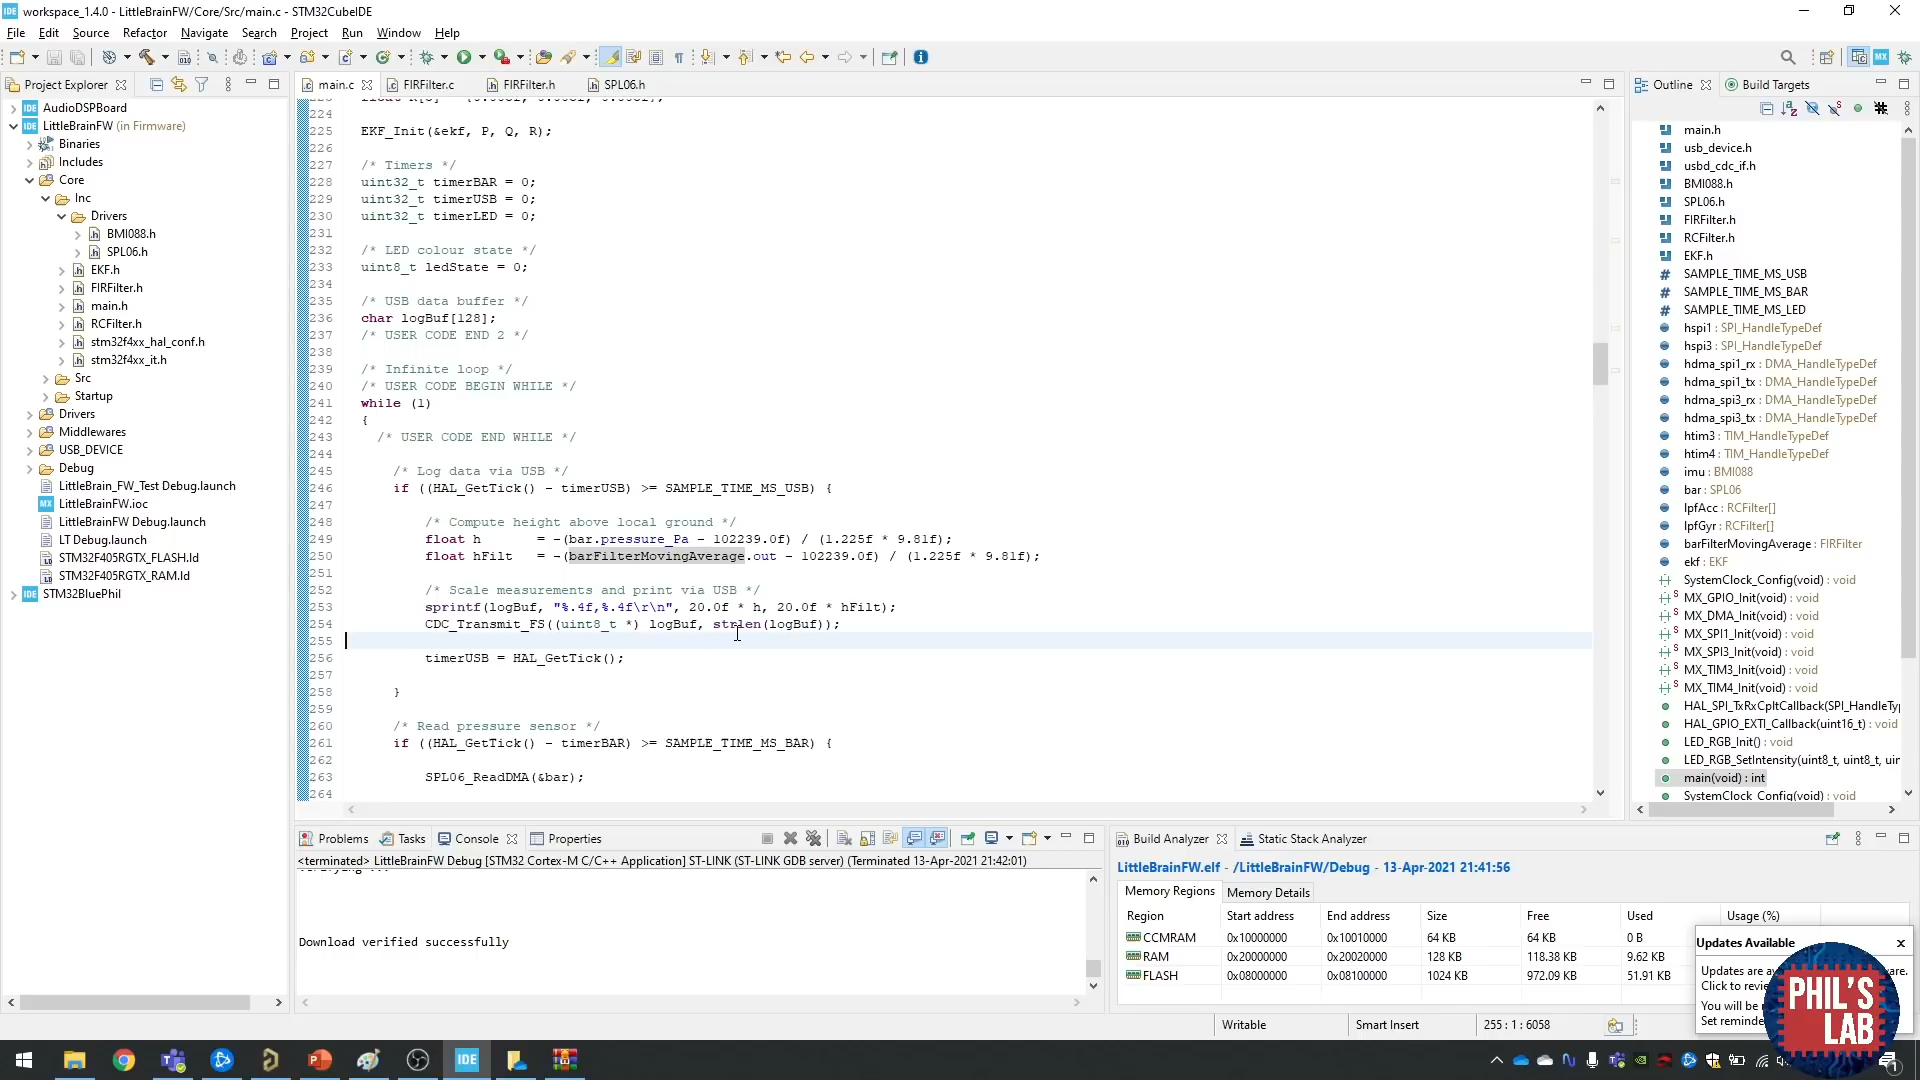 workspace_1.4.0 - LittleBrainFW/Core/Src/main.c - STM32CubeIDE
File Edit Source Refactor Navigate Search Project Run Window Help
Project Explorer
AudioDSPBoard
LittleBrainFW (in Firmware)
Binaries
Includes
Core
Inc
Drivers
BMI088.h
SPL06.h
EKF.h
FIRFilter.h
main.h
RCFilter.h
stm32f4xx_hal_conf.h
stm32f4xx_it.h
Src
Startup
Drivers
Middlewares
USB_DEVICE
Debug
LittleBrain_FW_Test Debug.launch
LittleBrainFW.ioc
LittleBrainFW Debug.launch
LT Debug.launch
STM32F405RGTX_FLASH.ld
STM32F405RGTX_RAM.ld
STM32BluePhil
main.c FIRFilter.c FIRFilter.h SPL06.h
224
225 EKF_Init(&ekf, P, Q, R);
226
227 /* Timers */
228 uint32_t timerBAR = 0;
229 uint32_t timerUSB = 0;
230 uint32_t timerLED = 0;
231
232 /* LED colour state */
233 uint8_t ledState = 0;
234
235 /* USB data buffer */
236 char logBuf[128];
237 /* USER CODE END 2 */
238
239 /* Infinite loop */
240 /* USER CODE BEGIN WHILE */
241 while (1)
242 {
243 /* USER CODE END WHILE */
244
245 /* Log data via USB */
246 if ((HAL_GetTick() - timerUSB) >= SAMPLE_TIME_MS_USB) {
247
248 /* Compute height above local ground */
249 float h = -(bar.pressure_Pa - 102239.0f) / (1.225f * 9.81f);
250 float hFilt = -(barFilterMovingAverage.out - 102239.0f) / (1.225f * 9.81f);
251
252 /* Scale measurements and print via USB */
253 sprintf(logBuf, "%.4f,%.4f\r\n", 20.0f * h, 20.0f * hFilt);
254 CDC_Transmit_FS((uint8_t *) logBuf, strlen(logBuf));
255
256 timerUSB = HAL_GetTick();
257
258 }
259
260 /* Read pressure sensor */
261 if ((HAL_GetTick() - timerBAR) >= SAMPLE_TIME_MS_BAR) {
262
263 SPL06_ReadDMA(&bar);
264
Outline Build Targets
main.h
usb_device.h
usbd_cdc_if.h
BMI088.h
SPL06.h
FIRFilter.h
RCFilter.h
EKF.h
SAMPLE_TIME_MS_USB
SAMPLE_TIME_MS_BAR
SAMPLE_TIME_MS_LED
hspi1 : SPI_HandleTypeDef
hspi3 : SPI_HandleTypeDef
hdma_spi1_rx : DMA_HandleTypeDef
hdma_spi1_tx : DMA_HandleTypeDef
hdma_spi3_rx : DMA_HandleTypeDef
hdma_spi3_tx : DMA_HandleTypeDef
htim3 : TIM_HandleTypeDef
htim4 : TIM_HandleTypeDef
imu : BMI088
bar : SPL06
lpfAcc : RCFilter[]
lpfGyr : RCFilter[]
barFilterMovingAverage : FIRFilter
ekf : EKF
SystemClock_Config(void) : void
MX_GPIO_Init(void) : void
MX_DMA_Init(void) : void
MX_SPI1_Init(void) : void
MX_SPI3_Init(void) : void
MX_TIM3_Init(void) : void
MX_TIM4_Init(void) : void
HAL_SPI_TxRxCpltCallback(SPI_HandleTy
HAL_GPIO_EXTI_Callback(uint16_t) : void
LED_RGB_Init() : void
LED_RGB_SetIntensity(uint8_t, uint8_t, uin
main(void) : int
SystemClock_Config(void) : void
Problems Tasks Console Properties
<terminated> LittleBrainFW Debug [STM32 Cortex-M C/C++ Application] ST-LINK (ST-LINK GDB server) (Terminated 13-Apr-2021 21:42:01)
Verifying ...
Download verified successfully
Build Analyzer Static Stack Analyzer
LittleBrainFW.elf - /LittleBrainFW/Debug - 13-Apr-2021 21:41:56
Memory Regions Memory Details
Region Start address End address Size Free Used Usage (%)
CCMRAM 0x10000000 0x10010000 64 KB 64 KB 0 B
RAM 0x20000000 0x20020000 128 KB 118.38 KB 9.62 KB
FLASH 0x08000000 0x08100000 1024 KB 972.09 KB 51.91 KB
Updates Available
Updates are
Click to
You will be
Set
PHIL'S LAB
Writable Smart Insert 255 : 1 : 6058